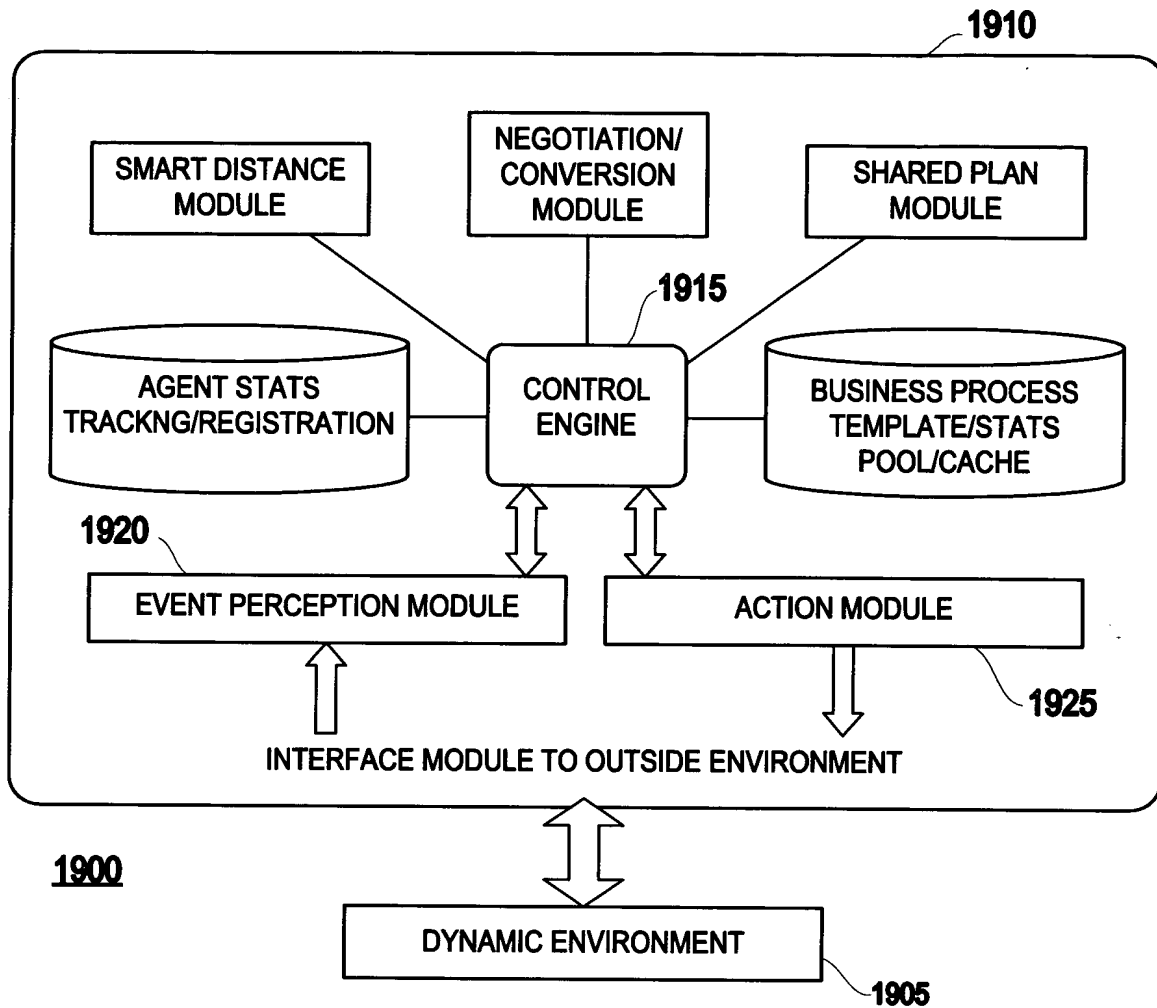 1910
SMART DISTANCE
MODULE
NEGOTIATION/
CONVERSION
MODULE
SHARED PLAN
MODULE
1915
AGENT STATS
TRACKNG/REGISTRATION
CONTROL
ENGINE
BUSINESS PROCESS
TEMPLATE/STATS
POOL/CACHE
1920
EVENT PERCEPTION MODULE
ACTION MODULE
1925
INTERFACE MODULE TO OUTSIDE ENVIRONMENT
1900
DYNAMIC ENVIRONMENT
1905